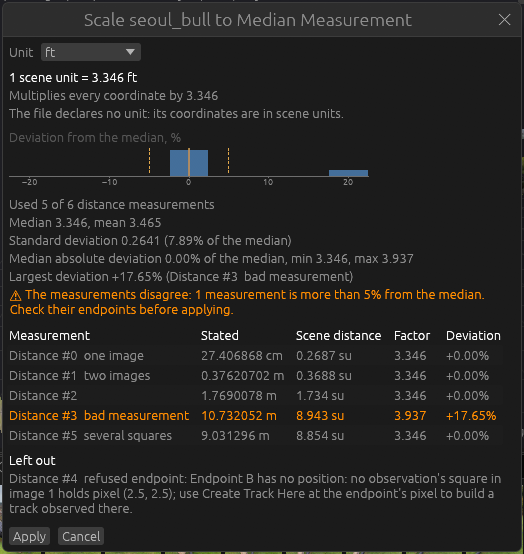 Scale seoul_bull to Median Measurement
Unit ft
1 scene unit = 3.346 ft
Multiplies every coordinate by 3.346
The file declares no unit: its coordinates are in scene units.
Deviation from the median, %
-20 -10 0 10 20
Used 5 of 6 distance measurements
Median 3.346, mean 3.465
Standard deviation 0.2641 (7.89% of the median)
Median absolute deviation 0.00% of the median, min 3.346, max 3.937
Largest deviation +17.65% (Distance #3 bad measurement)
⚠ The measurements disagree: 1 measurement is more than 5% from the median.
Check their endpoints before applying.
Measurement Stated Scene distance Factor Deviation
Distance #0 one image 27.406868 cm 0.2687 su 3.346 +0.00%
Distance #1 two images 0.37620702 m 0.3688 su 3.346 +0.00%
Distance #2 1.7690078 m 1.734 su 3.346 +0.00%
Distance #3 bad measurement 10.732052 m 8.943 su 3.937 +17.65%
Distance #5 several squares 9.031296 m 8.854 su 3.346 +0.00%
Left out
Distance #4 refused endpoint: Endpoint B has no position: no observation's square in
image 1 holds pixel (2.5, 2.5); use Create Track Here at the endpoint's pixel to build a
track observed there.
Apply Cancel